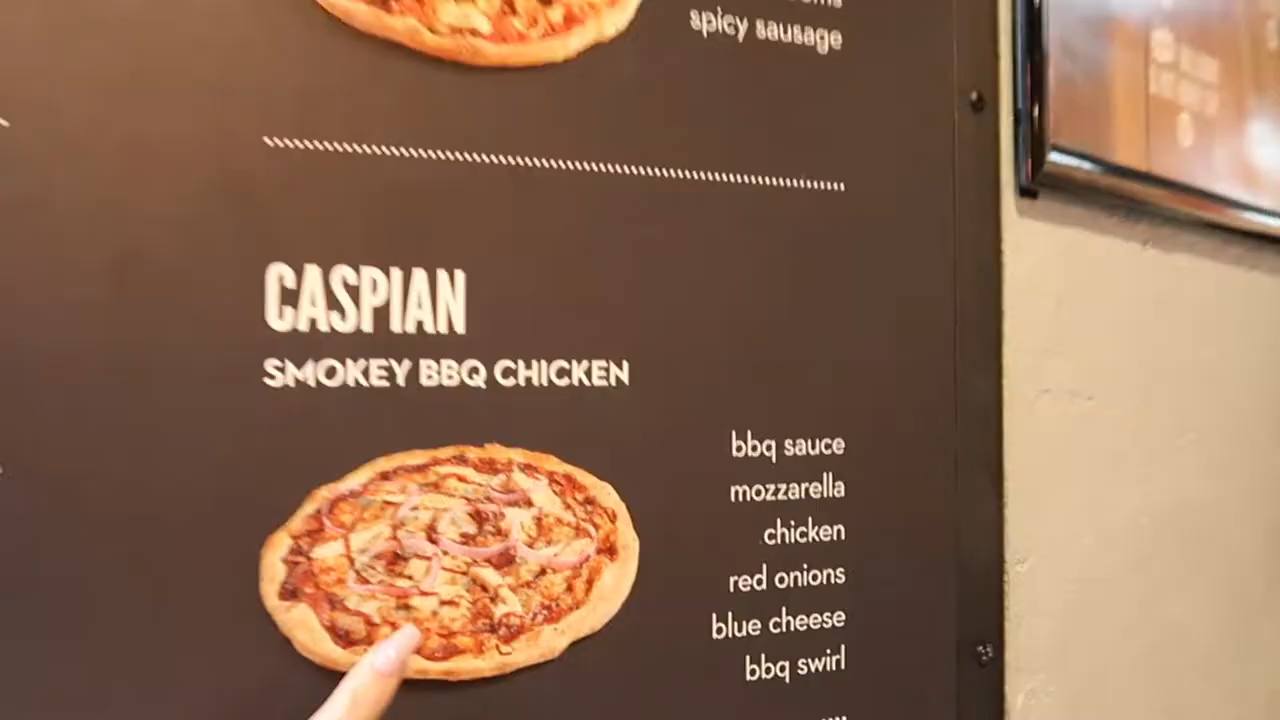 spicy sausage
CASPIAN
SMOKEY BBQ CHICKEN
bbq sauce
mozzarella
chicken
red onions
blue cheese
bbq swirl